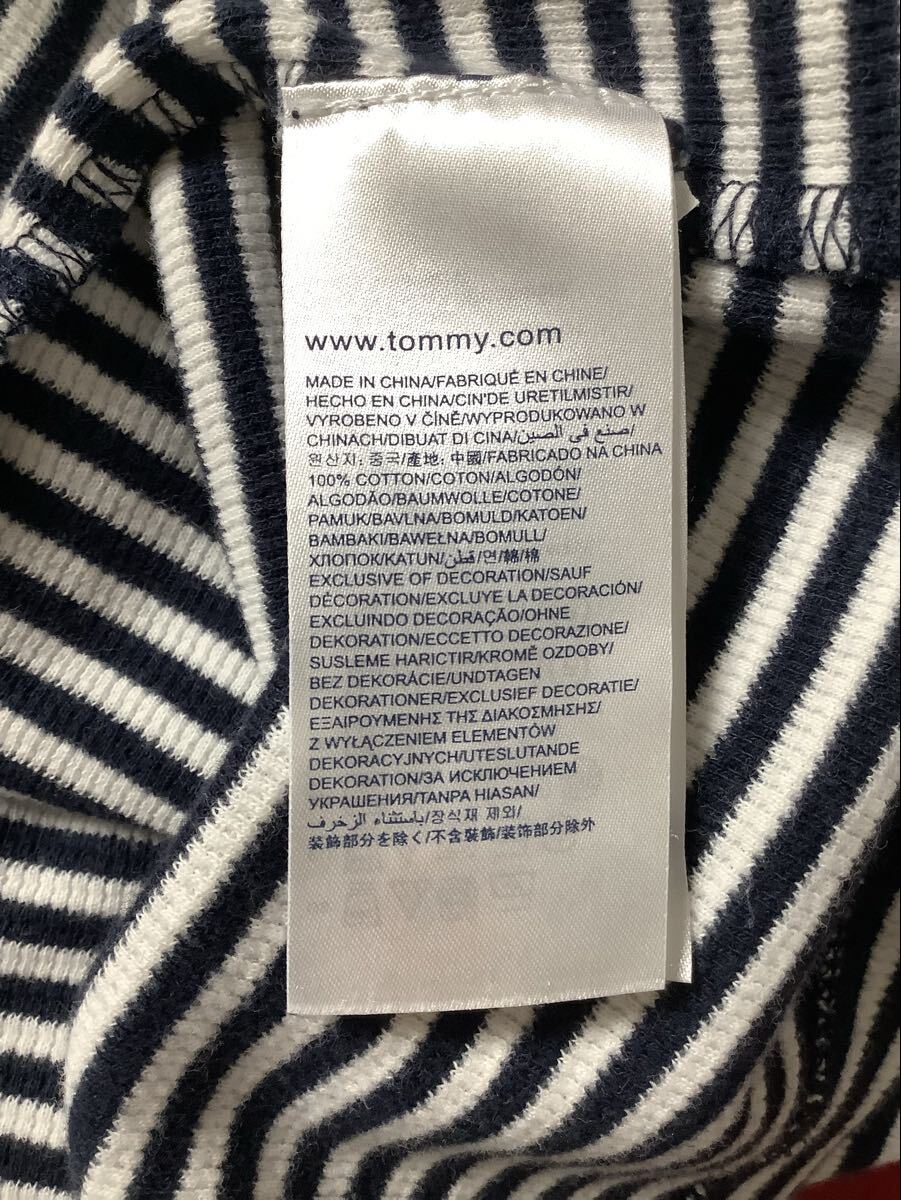 www.tommy.com
MADE IN CHINA/FABRIQUÉ EN CHINE/
HECHO EN CHINA/CIN'DE URETILMISTIR/
VYROBENO V ČÍNĚ/WYPRODUKOWANO W
CHINACH/DIBUAT DI CINA/صنع في الصين/
원산지: 중국/產地: 中國/FABRICADO NA CHINA
100% COTTON/COTON/ALGODÓN/
ALGODÃO/BAUMWOLLE/COTONE/
PAMUK/BAVLNA/BOMULD/KATOEN/
BAMBAKI/BAWEŁNA/BOMULL/
ХЛОПОК/KATUN/قطن/면/綿/棉
EXCLUSIVE OF DECORATION/SAUF
DÉCORATION/EXCLUYE LA DECORACIÓN/
EXCLUINDO DECORAÇÃO/OHNE
DEKORATION/ECCETTO DECORAZIONE/
SUSLEME HARICTIR/KROMĚ OZDOBY/
BEZ DEKORÁCIE/UNDTAGEN
DEKORATIONER/EXCLUSIEF DECORATIE/
ΕΞΑΙΡΟΥΜΕΝΗΣ ΤΗΣ ΔΙΑΚΟΣΜΗΣΗΣ/
Z WYŁĄCZENIEM ELEMENTÓW
DEKORACYJNYCH/UTESLUTANDE
DEKORATION/ЗА ИСКЛЮЧЕНИЕМ
УКРАШЕНИЯ/TANPA HIASAN/
باستثناء الزخرف/장식재 제외/
装飾部分を除く/不含裝飾/装饰部分除外